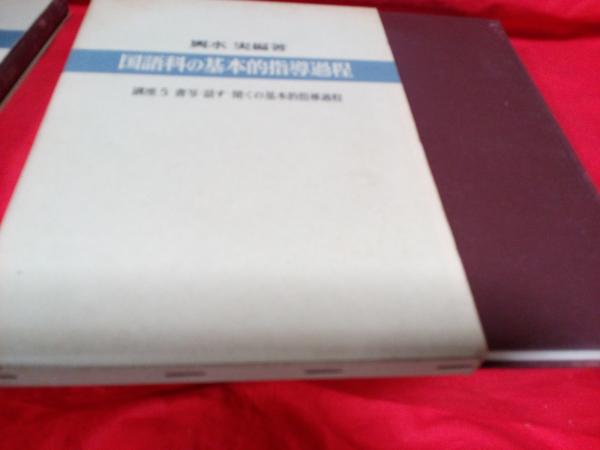 輿水 実編著
国語科の基本的指導過程
講座 5 書写・話す・聞くの基本的指導過程